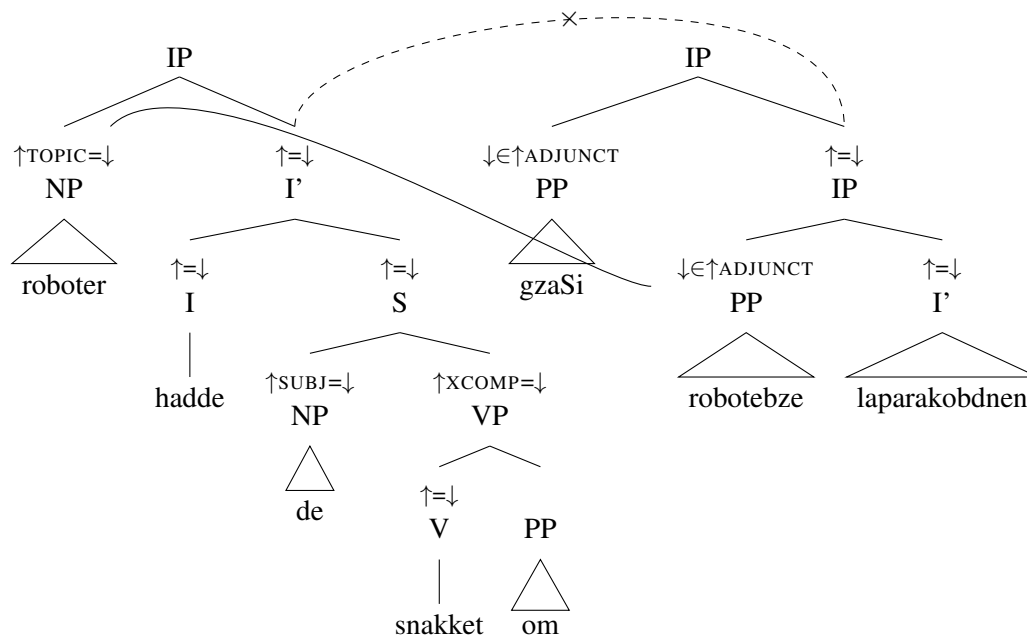 IP IP
↑TOPIC=↓ ↑=↓ ↓∈↑ADJUNCT ↑=↓
NP I' PP IP
roboter gzaSi
↑=↓ ↑=↓ ↓∈↑ADJUNCT ↑=↓
I S PP I'
hadde robotebze laparakobdnen
↑SUBJ=↓ ↑XCOMP=↓
NP VP
de
↑=↓
V PP
snakket om